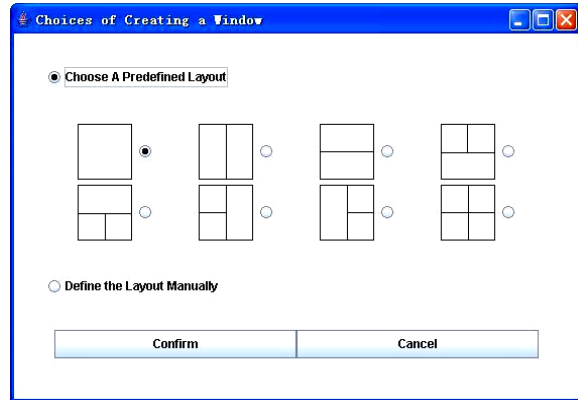 Choices of Creating a Window
Choose A Predefined Layout
Define the Layout Manually
Confirm
Cancel